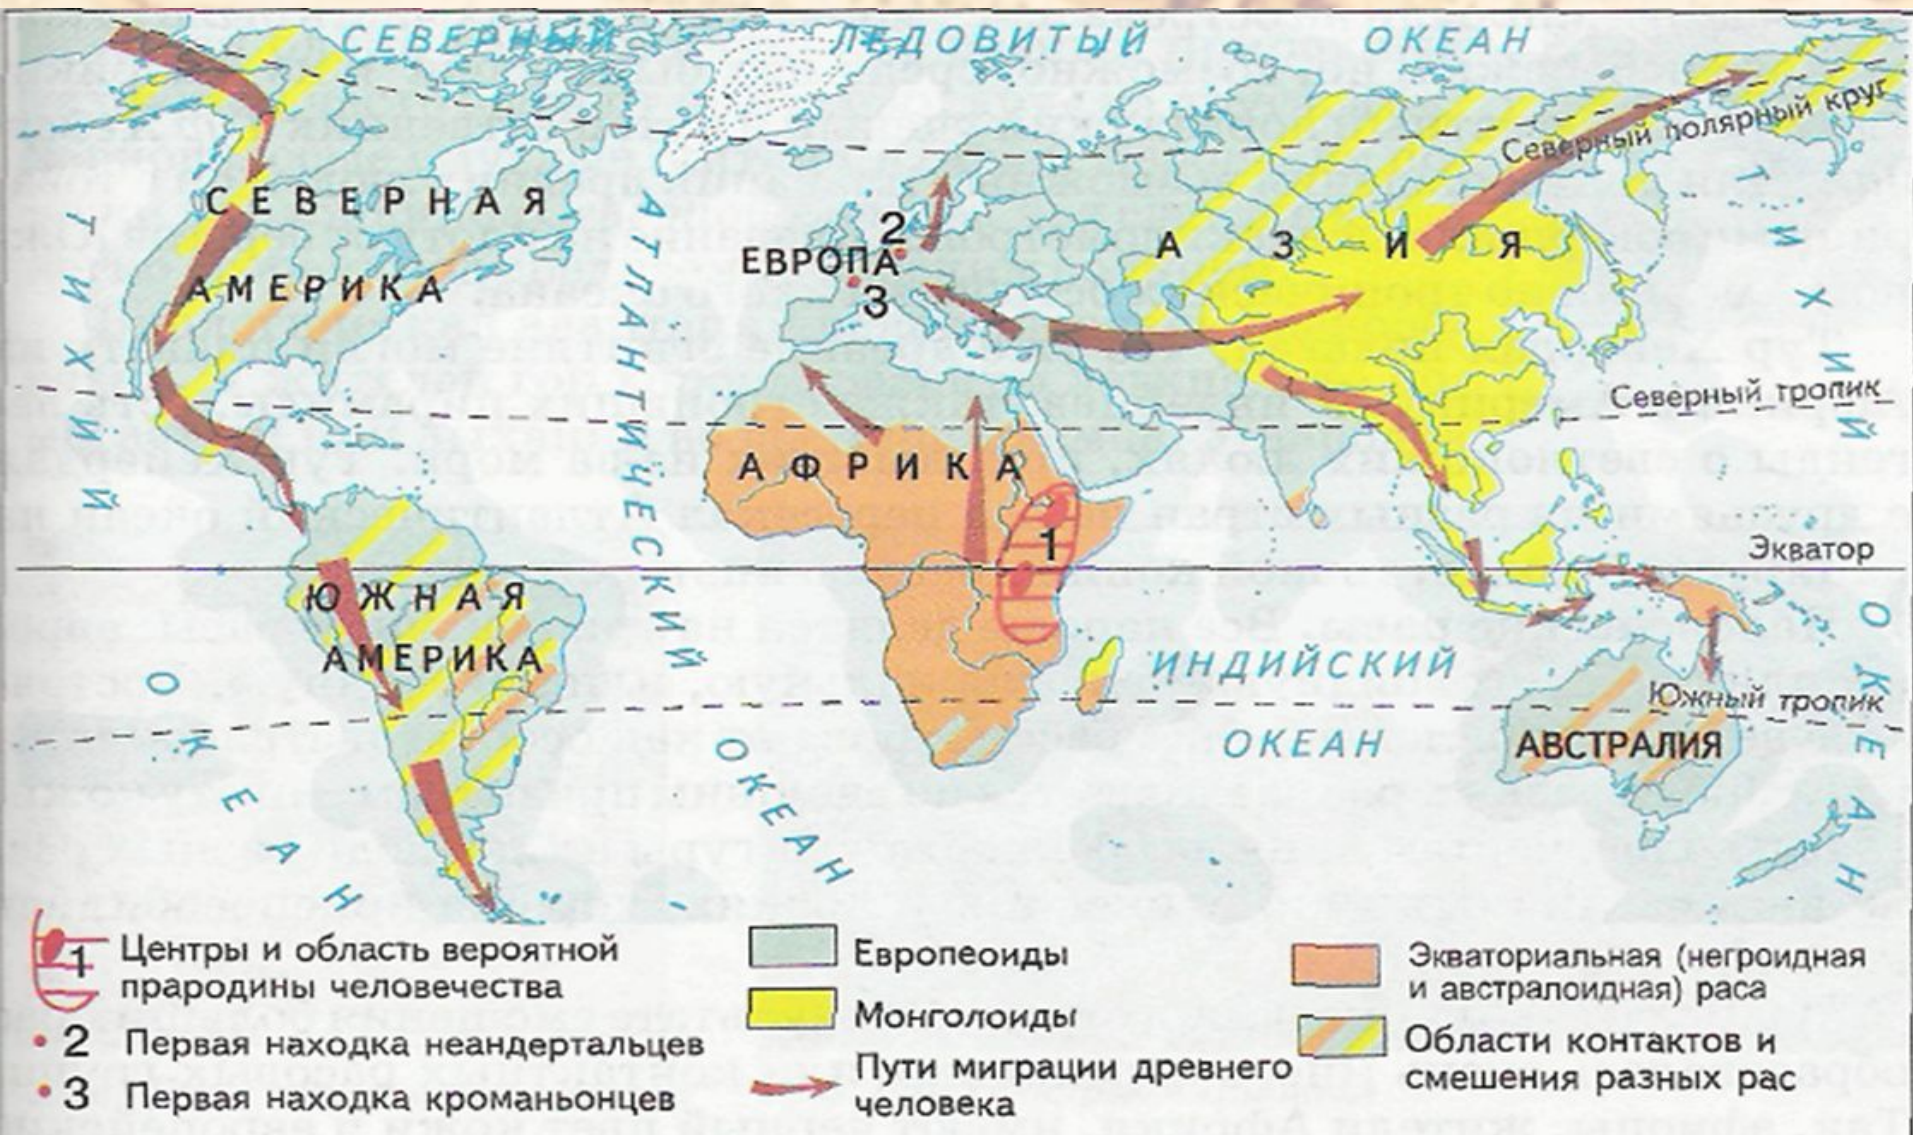 СЕВЕРНЫЙ ЛЕДОВИТЫЙ ОКЕАН
Северный полярный круг
СЕВЕРНАЯ
АМЕРИКА
ЕВРОПА
2
3
АЗИЯ
ТИХИЙ
АТЛАНТИЧЕСКИЙ
ТИХИЙ
Северный тропик
АФРИКА
1
Экватор
ЮЖНАЯ
АМЕРИКА
ИНДИЙСКИЙ
ОКЕАН
Южный тропик
АВСТРАЛИЯ
ОКЕАН
ОКЕАН
ОКЕАН
1 Центры и область вероятной
прародины человечества
2 Первая находка неандертальцев
3 Первая находка кроманьонцев
Европеоиды
Монголоиды
Пути миграции древнего
человека
Экваториальная (негроидная
и австралоидная) раса
Области контактов и
смешения разных рас